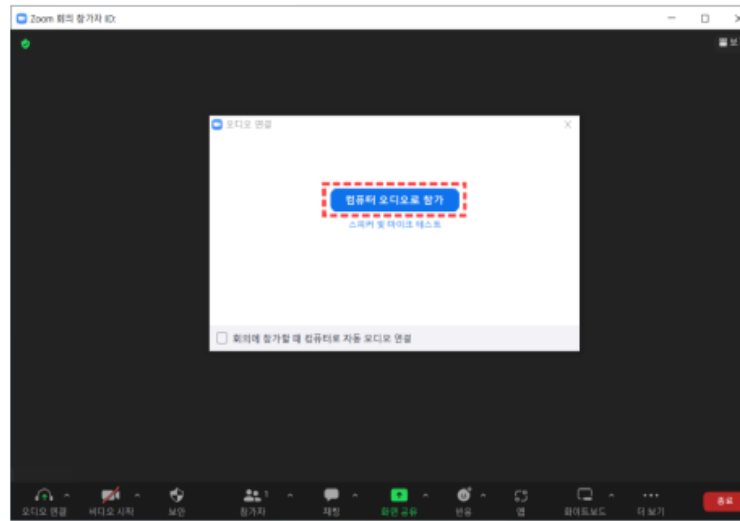 Zoom 회의 참가자 ID:
보
오디오 연결
컴퓨터 오디오로 참가
스피커 및 마이크 테스트
회의에 참가할 때 컴퓨터로 자동 오디오 연결
1
오디오 연결 비디오 시작 보안 참가자 채팅 화면 공유 반응 앱 화이트보드 더 보기 종료